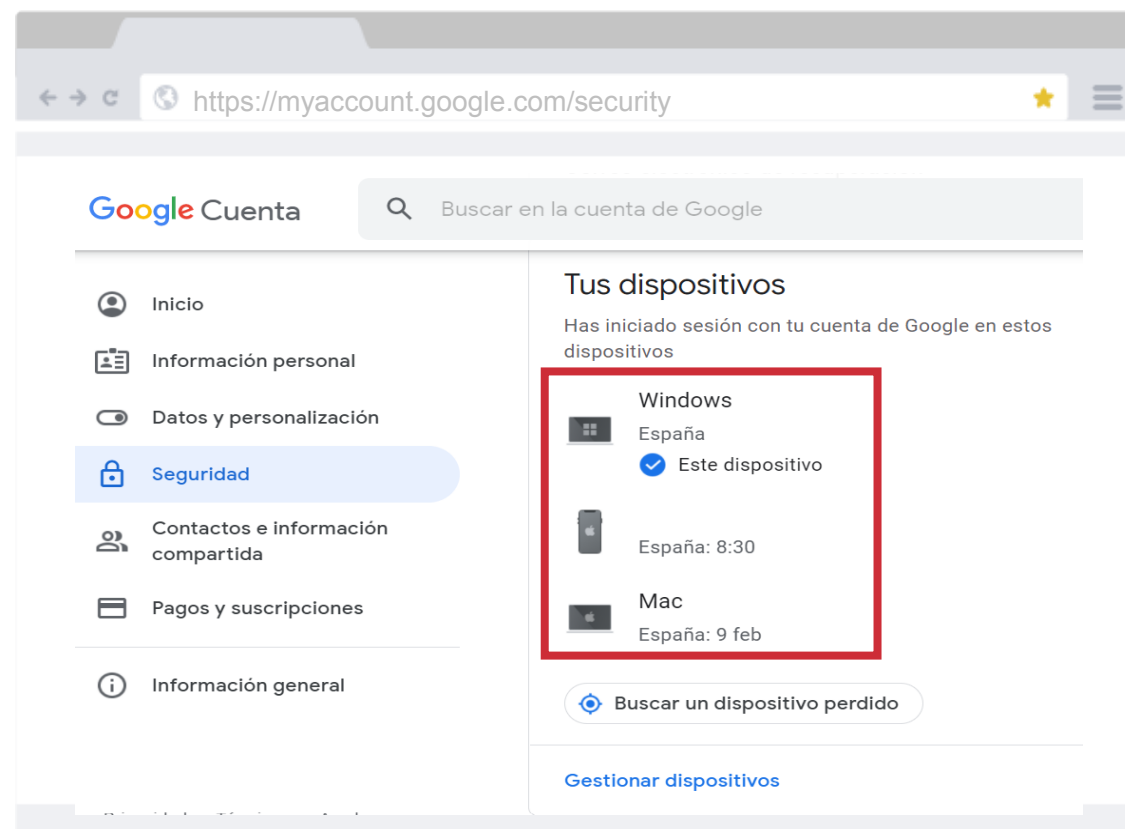 https://myaccount.google.com/security
Google Cuenta
Buscar en la cuenta de Google
Inicio
Información personal
Datos y personalización
Seguridad
Contactos e información
compartida
Pagos y suscripciones
Información general
Tus dispositivos
Has iniciado sesión con tu cuenta de Google en estos
dispositivos
Windows
España
Este dispositivo
España: 8:30
Mac
España: 9 feb
Buscar un dispositivo perdido
Gestionar dispositivos